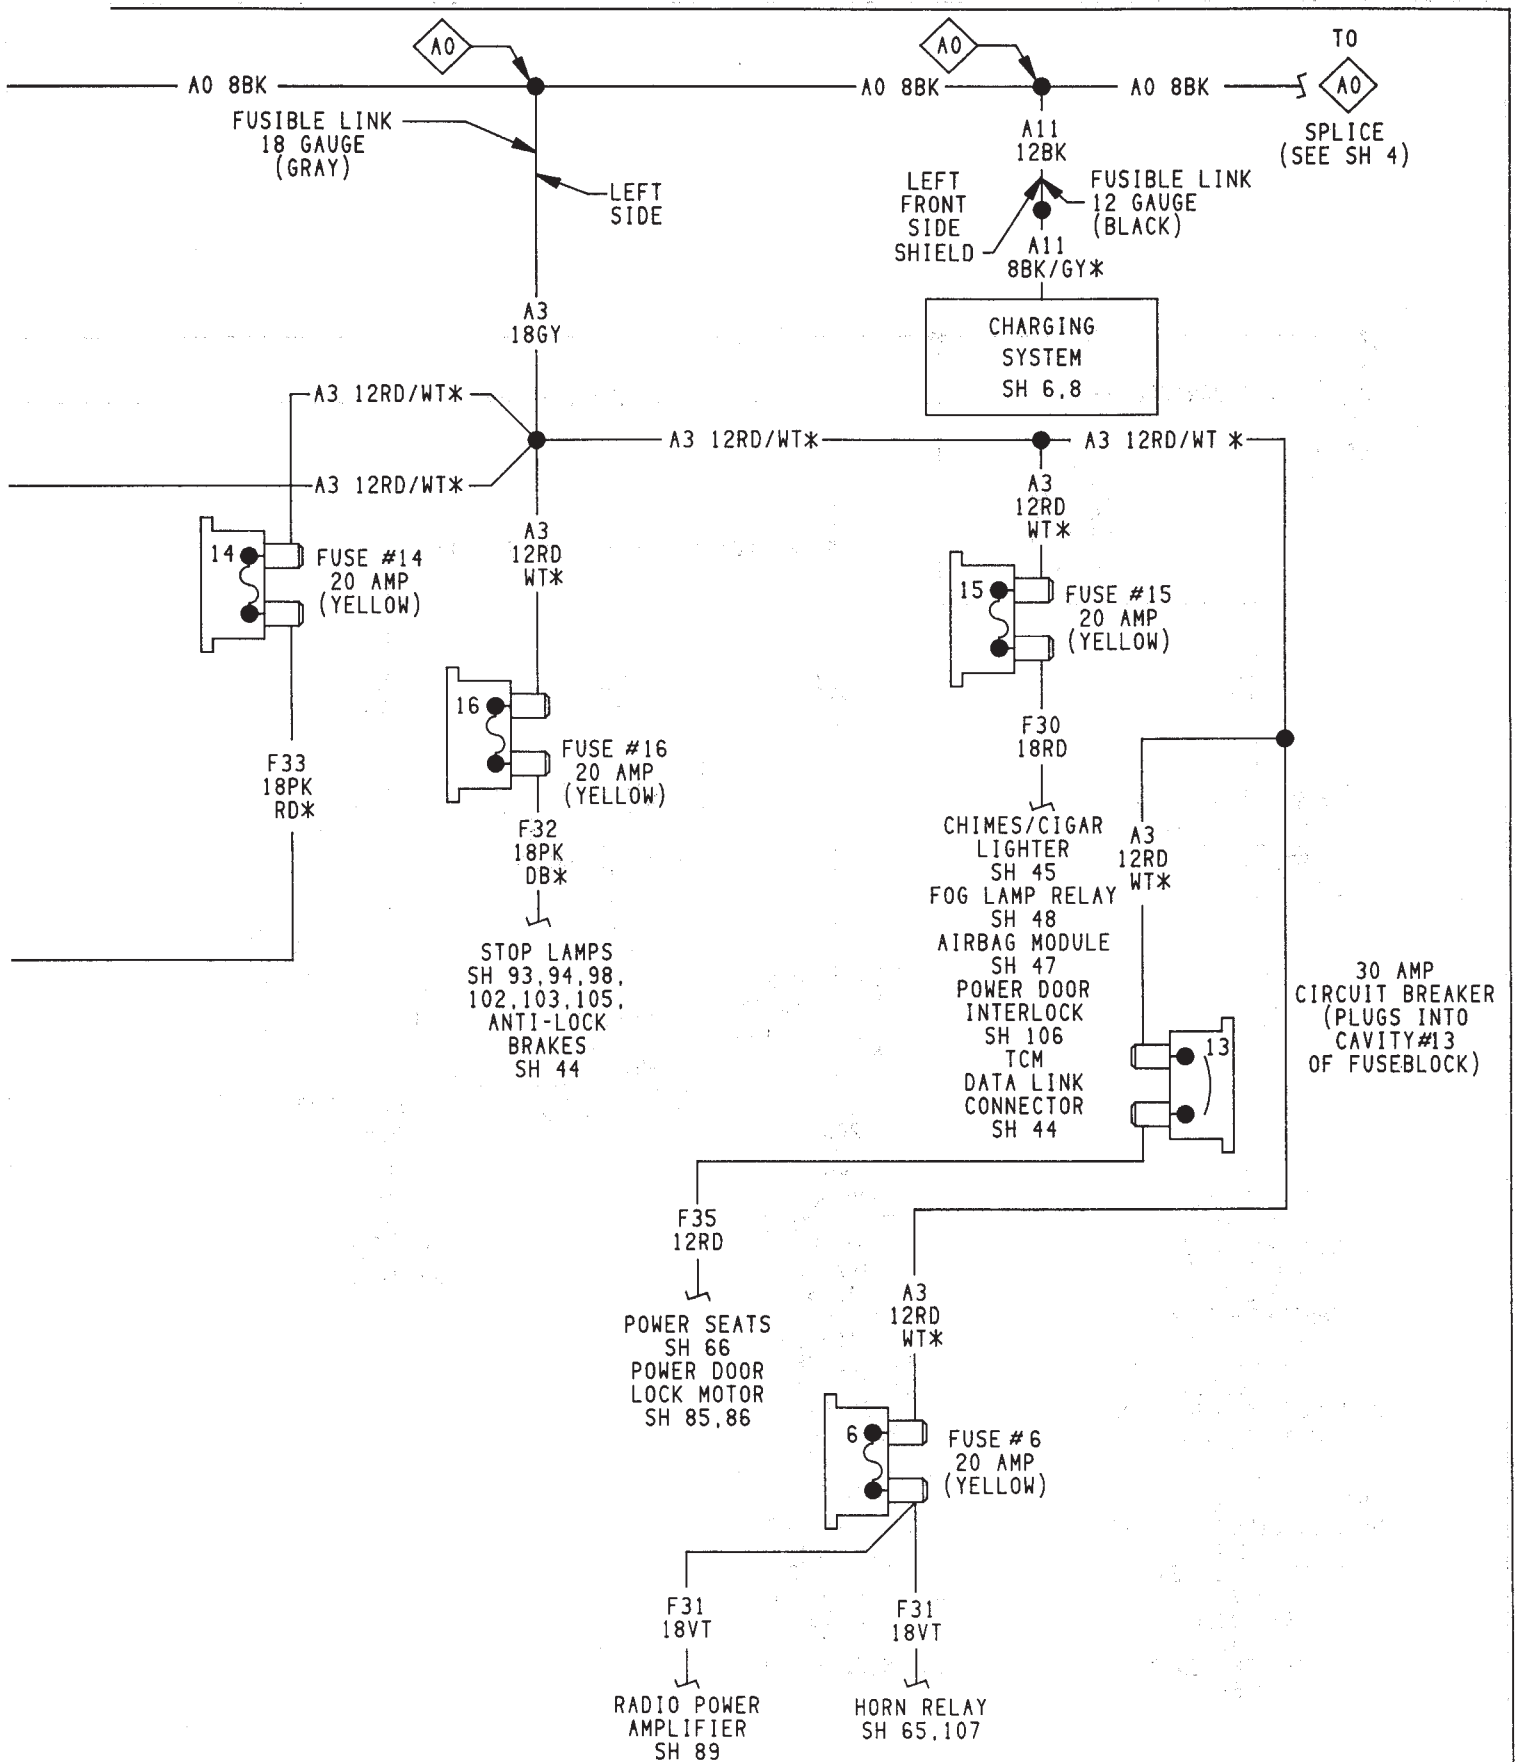 A0
A0
TO
A0 8BK
A0 8BK
A0 8BK
A0
FUSIBLE LINK
18 GAUGE
(GRAY)
LEFT
SIDE
A11
12BK
SPLICE
(SEE SH 4)
LEFT
FRONT
SIDE
SHIELD
FUSIBLE LINK
12 GAUGE
(BLACK)
A11
8BK/GY*
A3
18GY
CHARGING
SYSTEM
SH 6,8
A3 12RD/WT*
A3 12RD/WT*
A3 12RD/WT *
A3 12RD/WT*
14
FUSE #14
20 AMP
(YELLOW)
A3
12RD
WT*
A3
12RD
WT*
15
FUSE #15
20 AMP
(YELLOW)
16
FUSE #16
20 AMP
(YELLOW)
F33
18PK
RD*
F30
18RD
F32
18PK
DB*
CHIMES/CIGAR
LIGHTER
SH 45
FOG LAMP RELAY
SH 48
AIRBAG MODULE
SH 47
POWER DOOR
INTERLOCK
SH 106
TCM
DATA LINK
CONNECTOR
SH 44
A3
12RD
WT*
STOP LAMPS
SH 93,94,98,
102,103,105,
ANTI-LOCK
BRAKES
SH 44
30 AMP
CIRCUIT BREAKER
(PLUGS INTO
CAVITY#13
OF FUSEBLOCK)
13
F35
12RD
POWER SEATS
SH 66
POWER DOOR
LOCK MOTOR
SH 85,86
A3
12RD
WT*
6
FUSE #6
20 AMP
(YELLOW)
F31
18VT
F31
18VT
RADIO POWER
AMPLIFIER
SH 89
HORN RELAY
SH 65,107